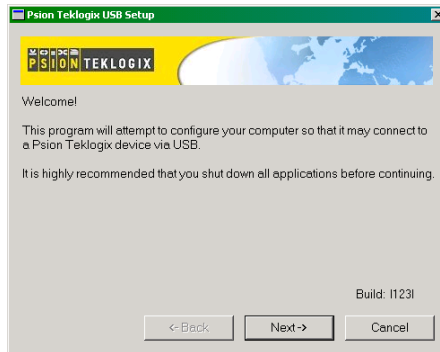 Psion Teklogix USB Setup
PSION TEKLOGIX
Welcome!
This program will attempt to configure your computer so that it may connect to
a Psion Teklogix device via USB.
It is highly recommended that you shut down all applications before continuing.
Build: I123I
<- Back
Next ->
Cancel